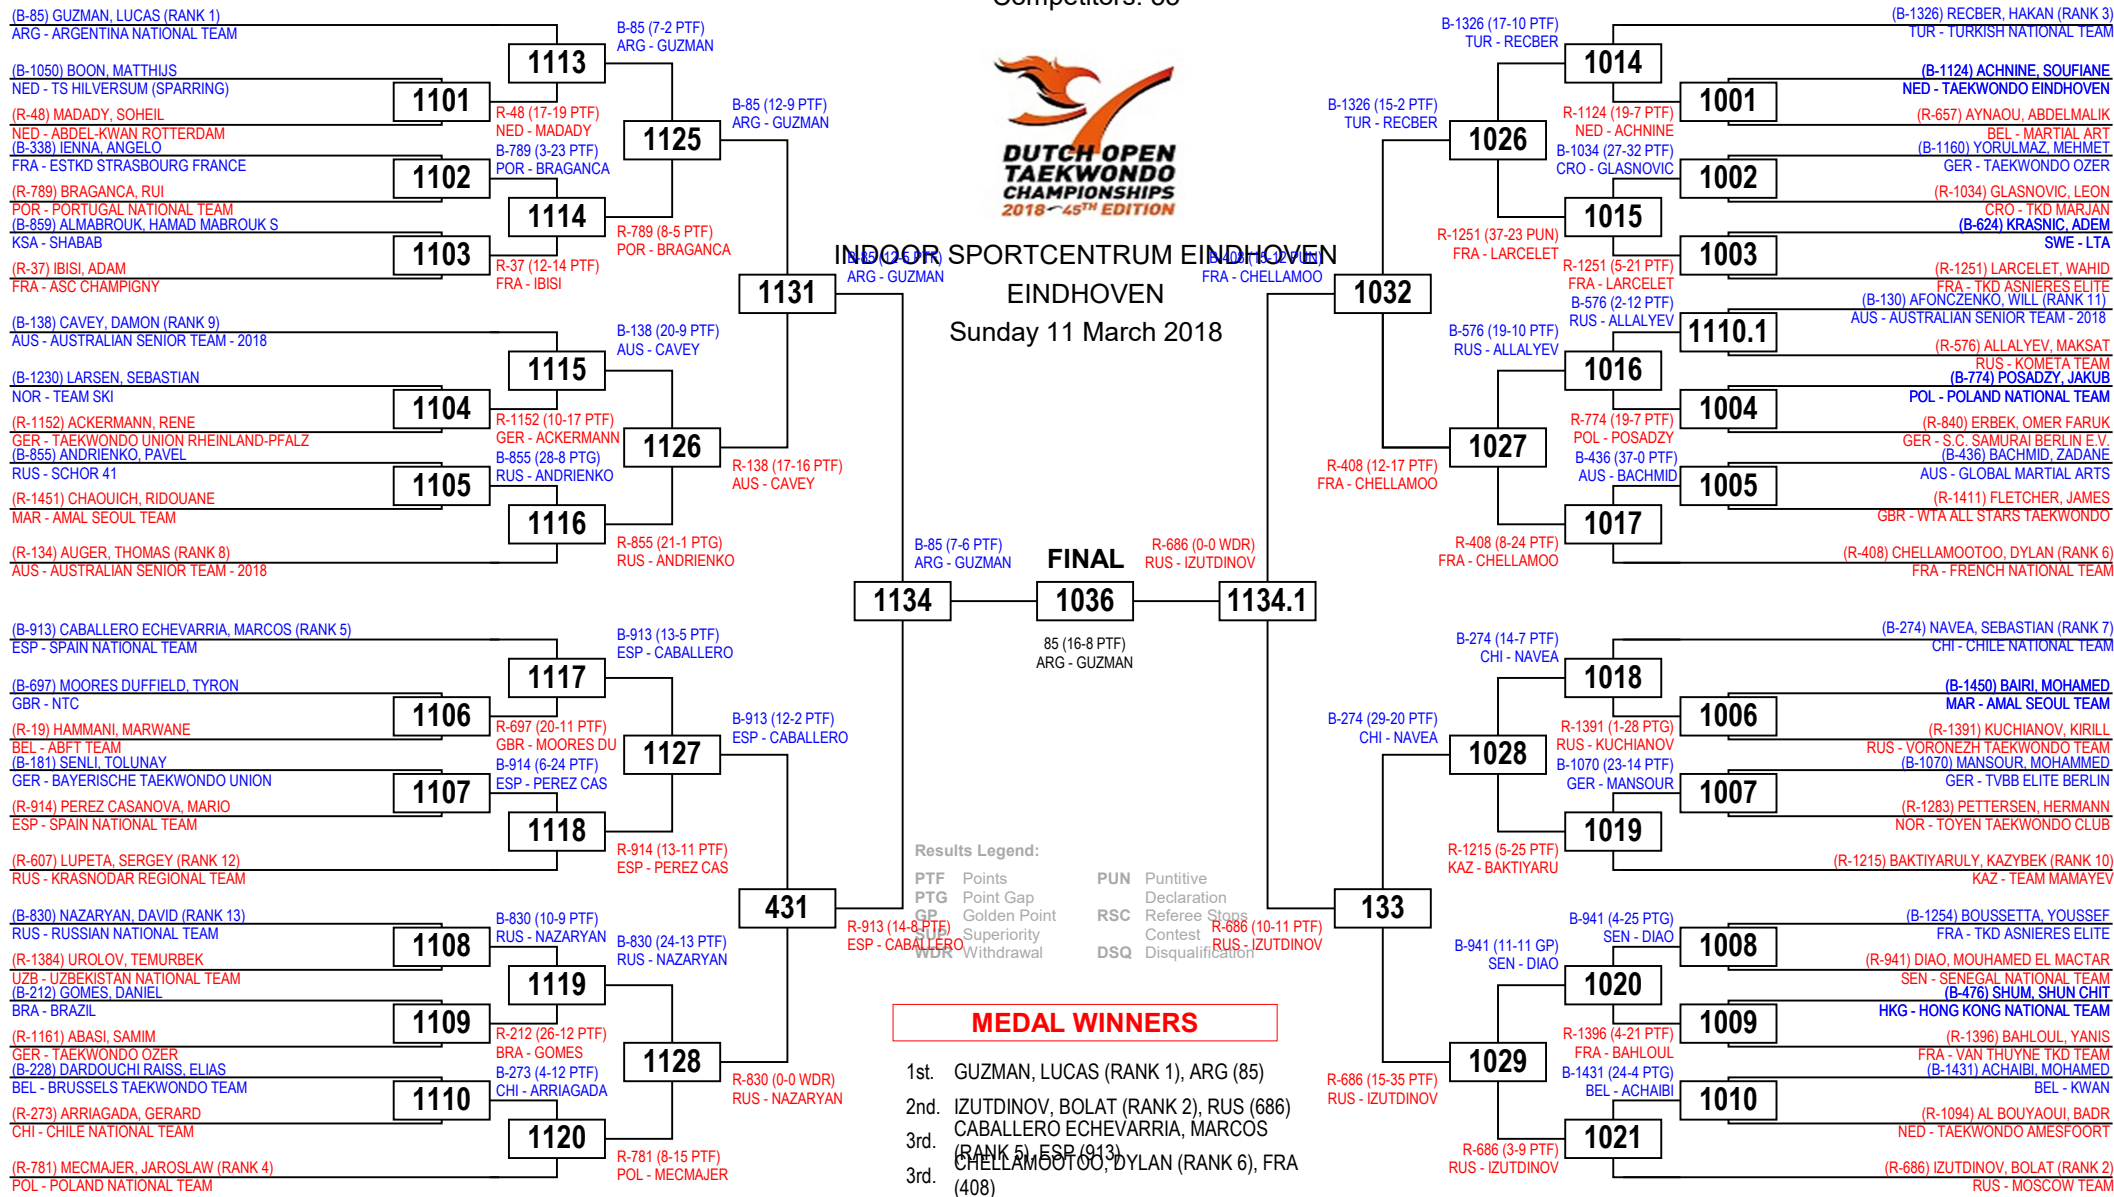 Competitors: 
(B-85) GUZMAN, LUCAS (RANK 1)
ARG - ARGENTINA NATIONAL TEAM
(B-1050) BOON, MATTHIJS
NED - TS HILVERSUM (SPARRING)
(R-48) MADADY, SOHEIL
NED - ABDEL-KWAN ROTTERDAM
(B-338) IENNA, ANGELO
FRA - ESTKD STRASBOURG FRANCE
(R-789) BRAGANCA, RUI
POR - PORTUGAL NATIONAL TEAM
(B-859) ALMABROUK, HAMAD MABROUK S
KSA - SHABAB
(R-37) IBISI, ADAM
FRA - ASC CHAMPIGNY
(B-138) CAVEY, DAMON (RANK 9)
AUS - AUSTRALIAN SENIOR TEAM - 2018
(B-1230) LARSEN, SEBASTIAN
NOR - TEAM SKI
(R-1152) ACKERMANN, RENE
GER - TAEKWONDO UNION RHEINLAND-PFALZ
(B-855) ANDRIENKO, PAVEL
RUS - SCHOR 41
(R-1451) CHAOUICH, RIDOUANE
MAR - AMAL SEOUL TEAM
(R-134) AUGER, THOMAS (RANK 8)
AUS - AUSTRALIAN SENIOR TEAM - 2018
(B-913) CABALLERO ECHEVARRIA, MARCOS (RANK 5)
ESP - SPAIN NATIONAL TEAM
(B-697) MOORES DUFFIELD, TYRON
GBR - NTC
(R-19) HAMMANI, MARWANE
BEL - ABFT TEAM
(B-181) SENLI, TOLUNAY
GER - BAYERISCHE TAEKWONDO UNION
(R-914) PEREZ CASANOVA, MARIO
ESP - SPAIN NATIONAL TEAM
(R-607) LUPETA, SERGEY (RANK 12)
RUS - KRASNODAR REGIONAL TEAM
(B-830) NAZARYAN, DAVID (RANK 13)
RUS - RUSSIAN NATIONAL TEAM
(R-1384) UROLOV, TEMURBEK
UZB - UZBEKISTAN NATIONAL TEAM
(B-212) GOMES, DANIEL
BRA - BRAZIL
(R-1161) ABASI, SAMIM
GER - TAEKWONDO OZER
(B-228) DARDOUCHI RAISS, ELIAS
BEL - BRUSSELS TAEKWONDO TEAM
(R-273) ARRIAGADA, GERARD
CHI - CHILE NATIONAL TEAM
(R-781) MECMAJER, JAROSLAW (RANK 4)
POL - POLAND NATIONAL TEAM
1101
1102
1103
1104
1105
1106
1107
1108
1109
1110
R-48 (17-19 PTF)
NED - MADADY
B-789 (3-23 PTF)
POR - BRAGANCA
R-37 (12-14 PTF)
FRA - IBISI
R-1152 (10-17 PTF)
GER - ACKERMANN
B-855 (28-8 PTG)
RUS - ANDRIENKO
R-697 (20-11 PTF)
GBR - MOORES DU
B-914 (6-24 PTF)
ESP - PEREZ CAS
B-830 (10-9 PTF)
RUS - NAZARYAN
R-212 (26-12 PTF)
BRA - GOMES
B-273 (4-12 PTF)
CHI - ARRIAGADA
1113
1114
1115
1116
1117
1118
1119
1120
B-85 (7-2 PTF)
ARG - GUZMAN
R-789 (8-5 PTF)
POR - BRAGANCA
B-138 (20-9 PTF)
AUS - CAVEY
R-855 (21-1 PTG)
RUS - ANDRIENKO
B-913 (13-5 PTF)
ESP - CABALLERO
R-914 (13-11 PTF)
ESP - PEREZ CAS
B-830 (24-13 PTF)
RUS - NAZARYAN
R-781 (8-15 PTF)
POL - MECMAJER
1125
1126
1127
1128
B-85 (12-9 PTF)
ARG - GUZMAN
R-138 (17-16 PTF)
AUS - CAVEY
B-913 (12-2 PTF)
ESP - CABALLERO
R-830 (0-0 WDR)
RUS - NAZARYAN
1131
431
B-85 (12-6 PTF)
ARG - GUZMAN
R-913 (14-8 PTF)
ESP - CABALLERO
1134
B-85 (7-6 PTF)
ARG - GUZMAN
DUTCH OPEN
TAEKWONDO
CHAMPIONSHIPS
2018 - 45TH EDITION
INDOOR SPORTCENTRUM EINDHOVEN
EINDHOVEN
Sunday 11 March 2018
FINAL
1036
85 (16-8 PTF)
ARG - GUZMAN
R-686 (0-0 WDR)
RUS - IZUTDINOV
1134.1
B-408 (15-12 PUN)
FRA - CHELLAMOO
R-686 (10-11 PTF)
RUS - IZUTDINOV
1032
133
B-1326 (15-2 PTF)
TUR - RECBER
R-408 (12-17 PTF)
FRA - CHELLAMOO
B-274 (29-20 PTF)
CHI - NAVEA
R-686 (15-35 PTF)
RUS - IZUTDINOV
1026
1027
1028
1029
B-1326 (17-10 PTF)
TUR - RECBER
R-1251 (37-23 PUN)
FRA - LARCELET
B-576 (19-10 PTF)
RUS - ALLALYEV
R-408 (8-24 PTF)
FRA - CHELLAMOO
B-274 (14-7 PTF)
CHI - NAVEA
R-1215 (5-25 PTF)
KAZ - BAKTIYARU
B-941 (11-11 GP)
SEN - DIAO
R-686 (3-9 PTF)
RUS - IZUTDINOV
1014
1015
1016
1017
1018
1019
1020
1021
R-1124 (19-7 PTF)
NED - ACHNINE
B-1034 (27-32 PTF)
CRO - GLASNOVIC
R-1251 (5-21 PTF)
FRA - LARCELET
B-576 (2-12 PTF)
RUS - ALLALYEV
R-774 (19-7 PTF)
POL - POSADZY
B-436 (37-0 PTF)
AUS - BACHMID
R-1391 (1-28 PTG)
RUS - KUCHIANOV
B-1070 (23-14 PTF)
GER - MANSOUR
B-941 (4-25 PTG)
SEN - DIAO
R-1396 (4-21 PTF)
FRA - BAHLOUL
B-1431 (24-4 PTG)
BEL - ACHAIBI
1001
1002
1003
1110.1
1004
1005
1006
1007
1008
1009
1010
(B-1326) RECBER, HAKAN (RANK 3)
TUR - TURKISH NATIONAL TEAM
(B-1124) ACHNINE, SOUFIANE
NED - TAEKWONDO EINDHOVEN
(R-657) AYNAOU, ABDELMALIK
BEL - MARTIAL ART
(B-1160) YORULMAZ, MEHMET
GER - TAEKWONDO OZER
(R-1034) GLASNOVIC, LEON
CRO - TKD MARJAN
(B-624) KRASNIC, ADEM
SWE - LTA
(R-1251) LARCELET, WAHID
FRA - TKD ASNIERES ELITE
(B-130) AFONCZENKO, WILL (RANK 11)
AUS - AUSTRALIAN SENIOR TEAM - 2018
(R-576) ALLALYEV, MAKSAT
RUS - KOMETA TEAM
(B-774) POSADZY, JAKUB
POL - POLAND NATIONAL TEAM
(R-840) ERBEK, OMER FARUK
GER - S.C. SAMURAI BERLIN E.V.
(B-436) BACHMID, ZADANE
AUS - GLOBAL MARTIAL ARTS
(R-1411) FLETCHER, JAMES
GBR - WTA ALL STARS TAEKWONDO
(R-408) CHELLAMOOTOO, DYLAN (RANK 6)
FRA - FRENCH NATIONAL TEAM
(B-274) NAVEA, SEBASTIAN (RANK 7)
CHI - CHILE NATIONAL TEAM
(B-1450) BAIRI, MOHAMED
MAR - AMAL SEOUL TEAM
(R-1391) KUCHIANOV, KIRILL
RUS - VORONEZH TAEKWONDO TEAM
(B-1070) MANSOUR, MOHAMMED
GER - TVBB ELITE BERLIN
(R-1283) PETTERSEN, HERMANN
NOR - TOYEN TAEKWONDO CLUB
(R-1215) BAKTIYARULY, KAZYBEK (RANK 10)
KAZ - TEAM MAMAYEV
(B-1254) BOUSSETTA, YOUSSEF
FRA - TKD ASNIERES ELITE
(R-941) DIAO, MOUHAMED EL MACTAR
SEN - SENEGAL NATIONAL TEAM
(B-476) SHUM, SHUN CHIT
HKG - HONG KONG NATIONAL TEAM
(R-1396) BAHLOUL, YANIS
FRA - VAN THUYNE TKD TEAM
(B-1431) ACHAIBI, MOHAMED
BEL - KWAN
(R-1094) AL BOUYAOUI, BADR
NED - TAEKWONDO AMESFOORT
(R-686) IZUTDINOV, BOLAT (RANK 2)
RUS - MOSCOW TEAM
Results Legend:
PTF Points
PTG Point Gap
GP Golden Point
SUP Superiority
WDR Withdrawal
PUN Puntitive
Declaration
RSC Referee Stops
Contest
DSQ Disqualification
MEDAL WINNERS
1st. GUZMAN, LUCAS (RANK 1), ARG (85)
2nd. IZUTDINOV, BOLAT (RANK 2), RUS (686)
3rd. CABALLERO ECHEVARRIA, MARCOS
(RANK 5), ESP (913)
3rd. CHELLAMOOTOO, DYLAN (RANK 6), FRA
(408)